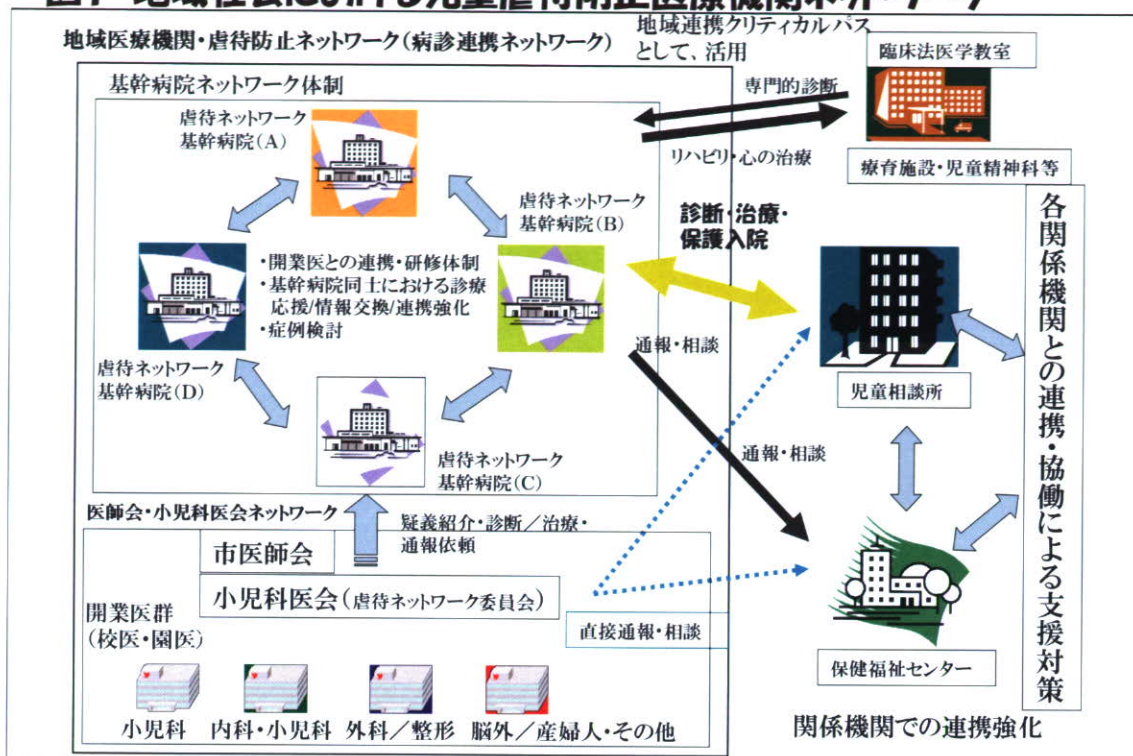 地域医療機関・虐待防止ネットワーク(病診連携ネットワーク)
地域連携クリティカルパス
として、活用
臨床法医学教室
基幹病院ネットワーク体制
専門的診断
リハビリ・心の治療
療育施設・児童精神科等
虐待ネットワーク
基幹病院(A)
虐待ネットワーク
基幹病院(B)
診断・治療・
保護入院
・開業医との連携・研修体制
・基幹病院同士における診療
応援/情報交換/連携強化
・症例検討
虐待ネットワーク
基幹病院(D)
虐待ネットワーク
基幹病院(C)
通報・相談
児童相談所
通報・相談
各関係機関との連携・協働による支援対策
医師会・小児科医会ネットワーク
疑義紹介・診断/治療・
通報依頼
市医師会
小児科医会(虐待ネットワーク委員会)
開業医群
(校医・園医)
直接通報・相談
保健福祉センター
小児科
内科・小児科
外科/整形
脳外/産婦人・その他
関係機関での連携強化